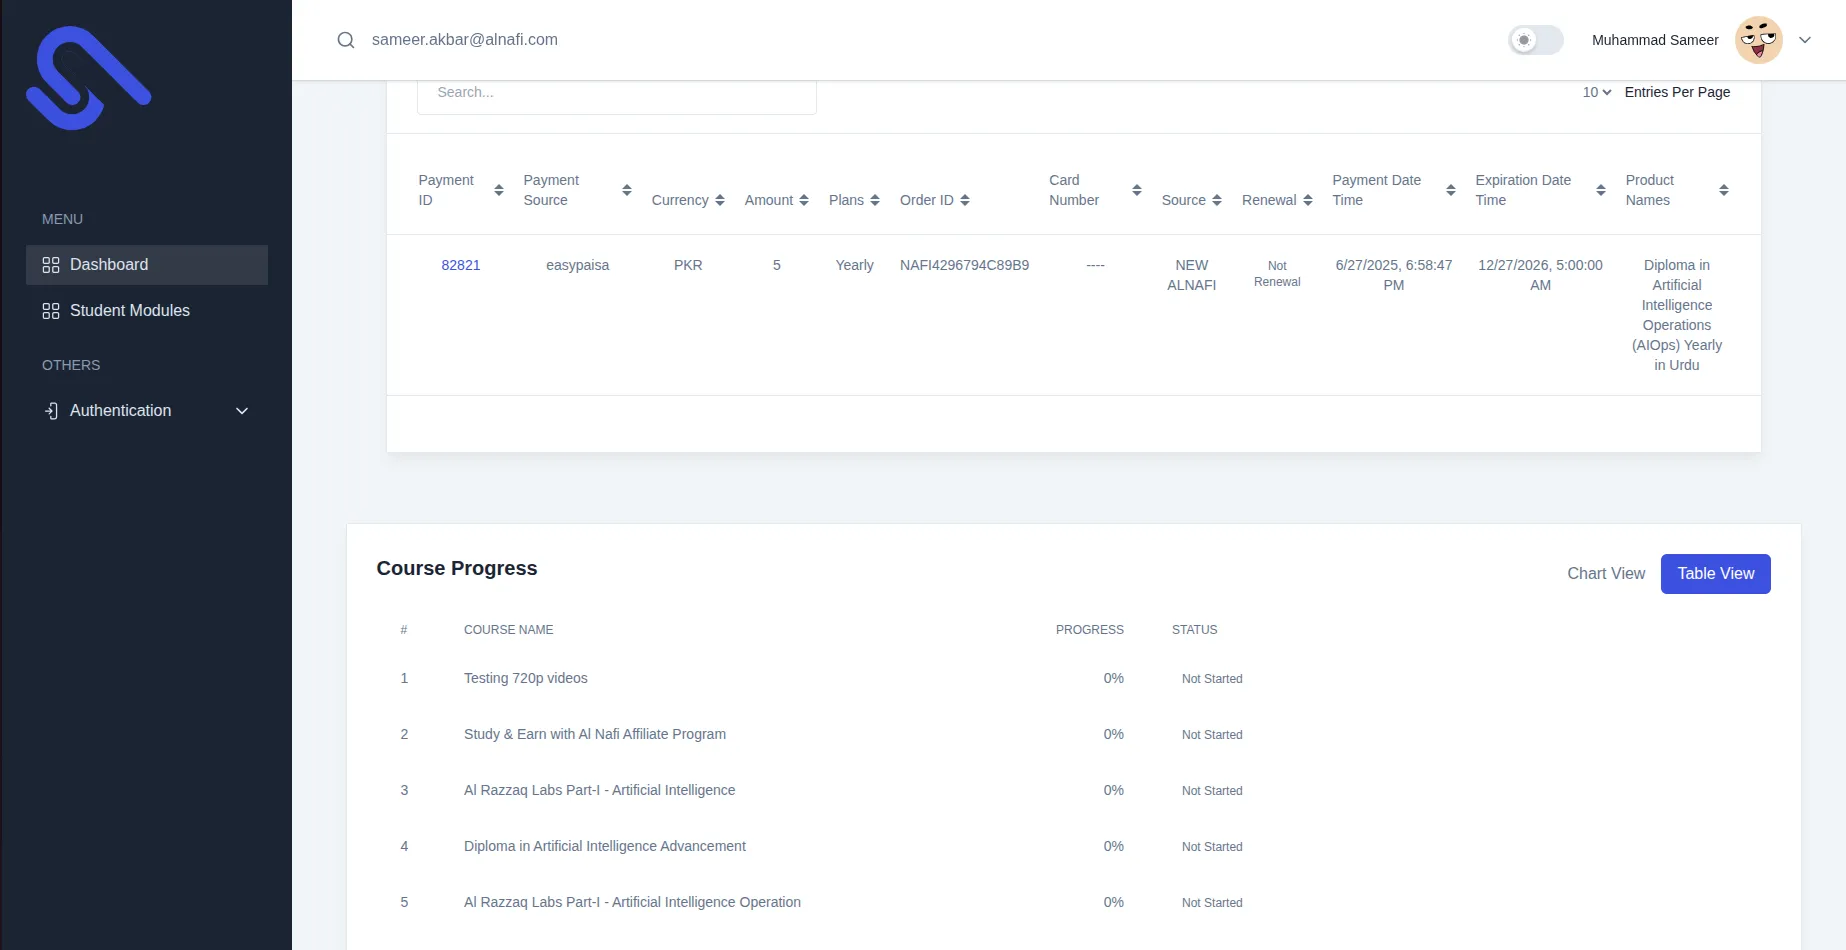 sameer.akbar@alnafi.com
Muhammad Sameer
MENU
Dashboard
Student Modules
OTHERS
Authentication
Search...
10 Entries Per Page
Payment ID
Payment Source
Currency
Amount
Plans
Order ID
Card Number
Source
Renewal
Payment Date Time
Expiration Date Time
Product Names
82821
easypaisa
PKR
5
Yearly
NAFI4296794C89B9
----
NEW
ALNAFI
Not
Renewal
6/27/2025, 6:58:47
PM
12/27/2026, 5:00:00
AM
Diploma in
Artificial
Intelligence
Operations
(AIOps) Yearly
in Urdu
Course Progress
Chart View
Table View
# COURSE NAME PROGRESS STATUS
1 Testing 720p videos 0% Not Started
2 Study & Earn with Al Nafi Affiliate Program 0% Not Started
3 Al Razzaq Labs Part-I - Artificial Intelligence 0% Not Started
4 Diploma in Artificial Intelligence Advancement 0% Not Started
5 Al Razzaq Labs Part-I - Artificial Intelligence Operation 0% Not Started